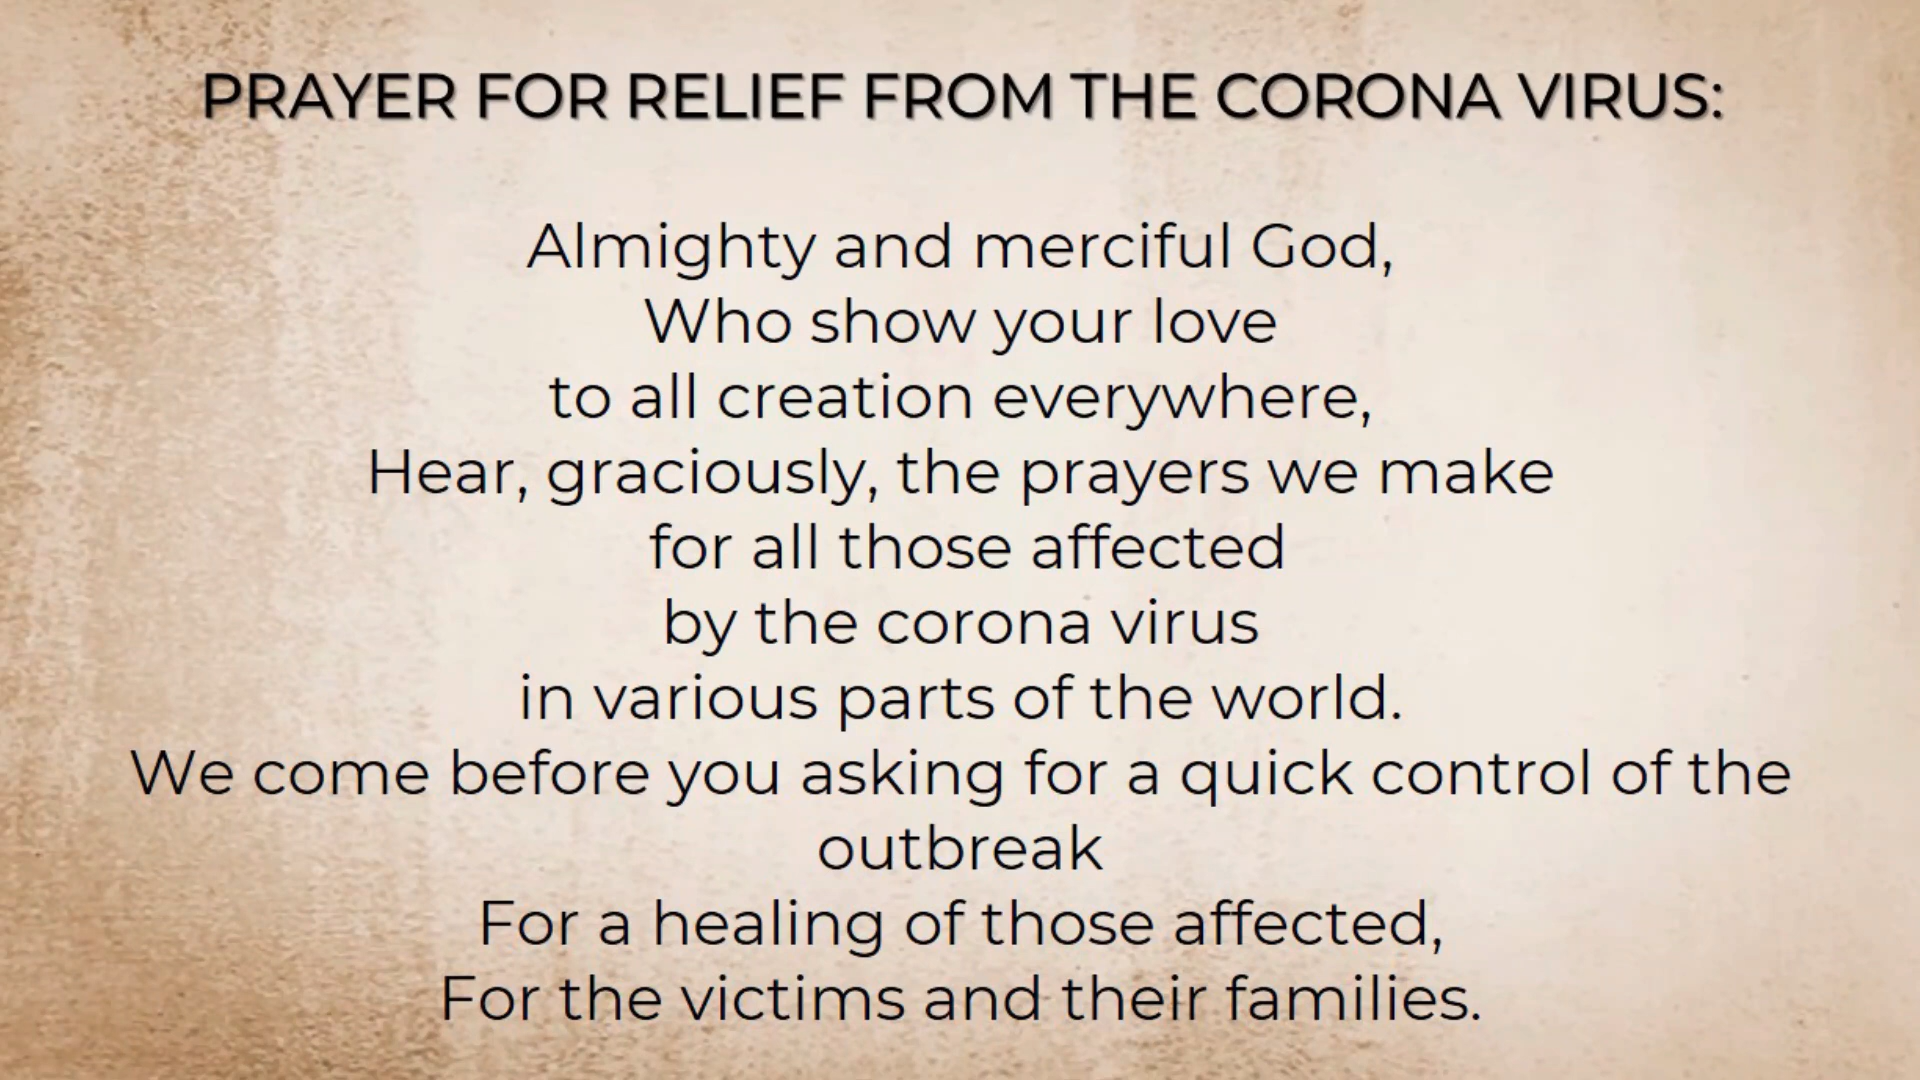 PRAYER FOR RELIEF FROM THE CORONA VIRUS:
Almighty and merciful God,
Who show your love
to all creation everywhere,
Hear, graciously, the prayers we make
for all those affected
by the corona virus
in various parts of the world.
We come before you asking for a quick control of the
outbreak
For a healing of those affected,
For the victims and their families.